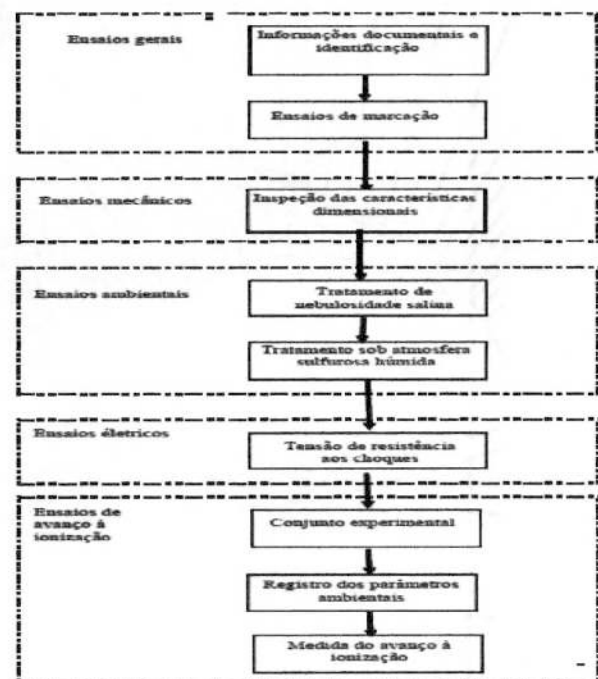 Ensaios gerais
Informações documentais e
identificação
Ensaios de marcação
Ensaios mecânicos
Inspeção das características
dimensionais
Ensaios ambientais
Tratamento de
nebulosidade salina
Tratamento sob atmosfera
sulfurosa húmida
Ensaios életricos
Tensão de resistência
aos choques
Ensaios de
avanço à
ionização
Conjunto experimental
Registro dos parâmetros
ambientais
Medida do avanço à
ionização